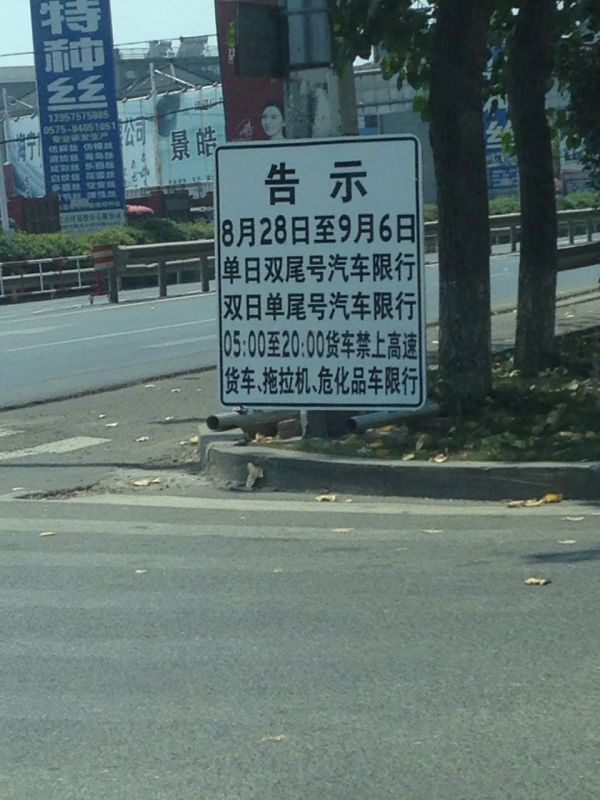 特种丝
13957575885
0575-84051051
景皓
告示
8月28日至9月6日
单日双尾号汽车限行
双日单尾号汽车限行
05:00至20:00货车禁上高速
货车、拖拉机、危化品车限行